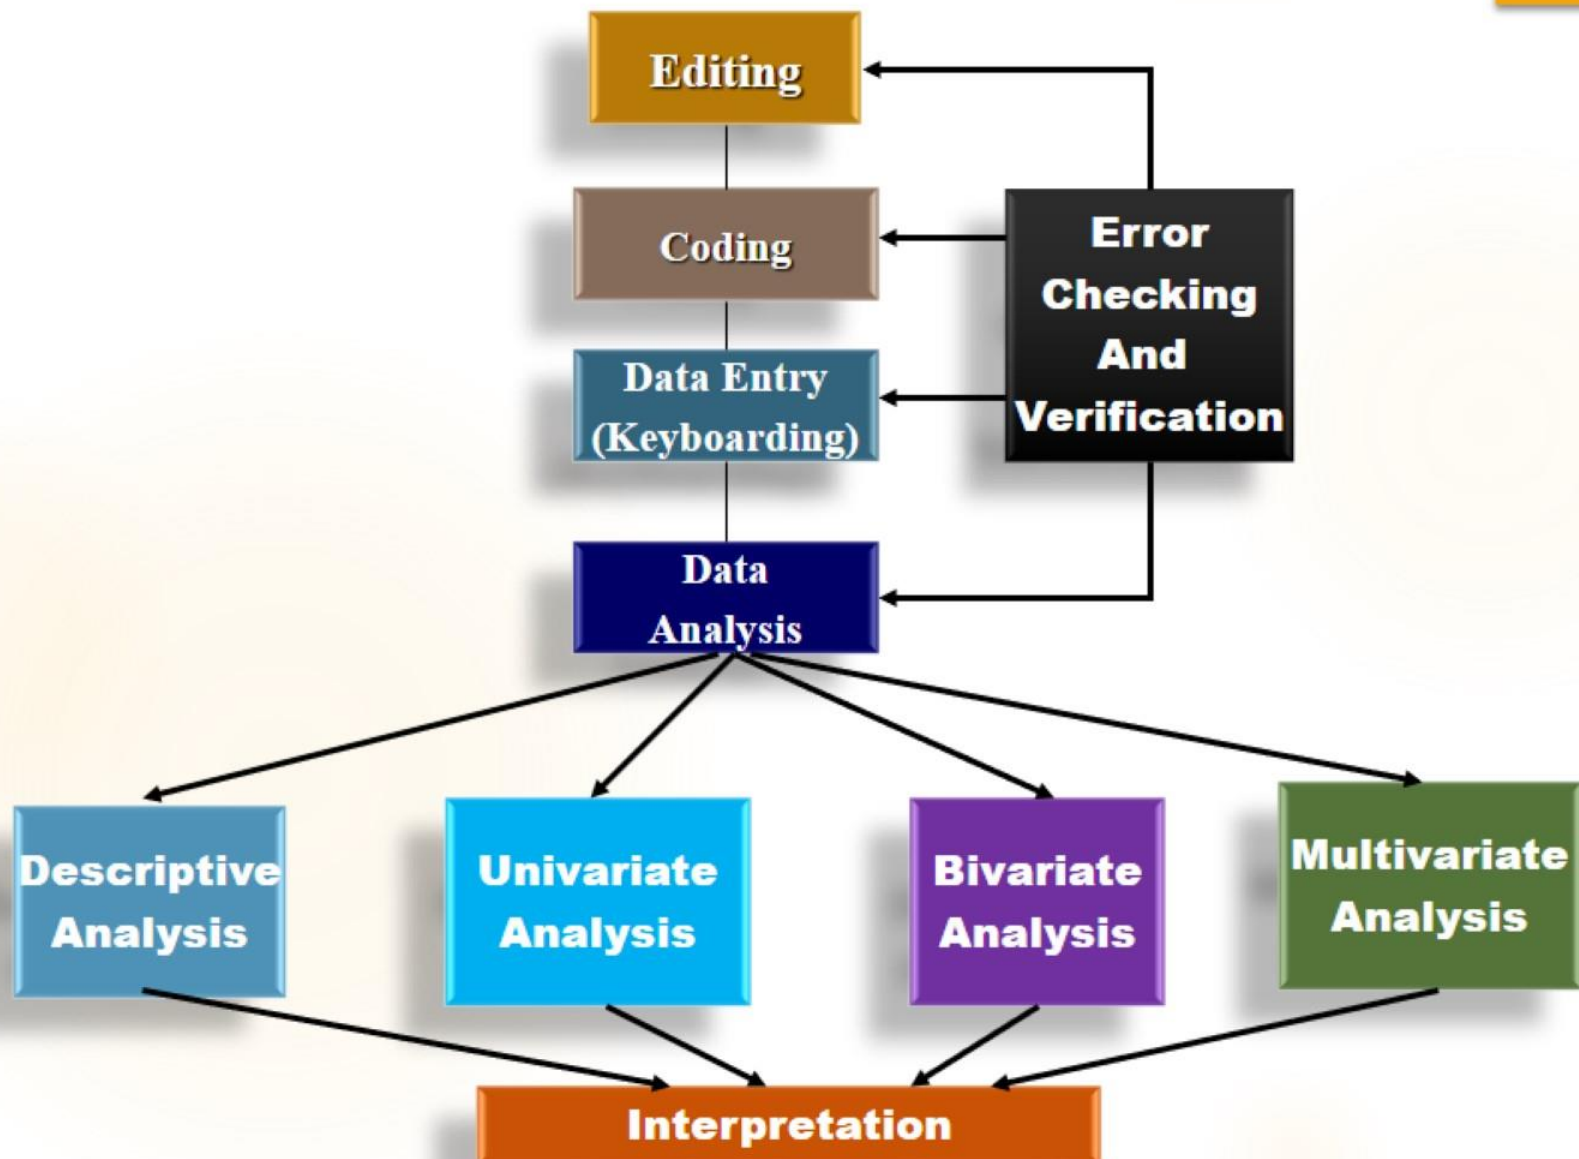 Editing
Coding
Error
Checking
And
Verification
Data Entry
(Keyboarding)
Data
Analysis
Descriptive
Analysis
Univariate
Analysis
Bivariate
Analysis
Multivariate
Analysis
Interpretation